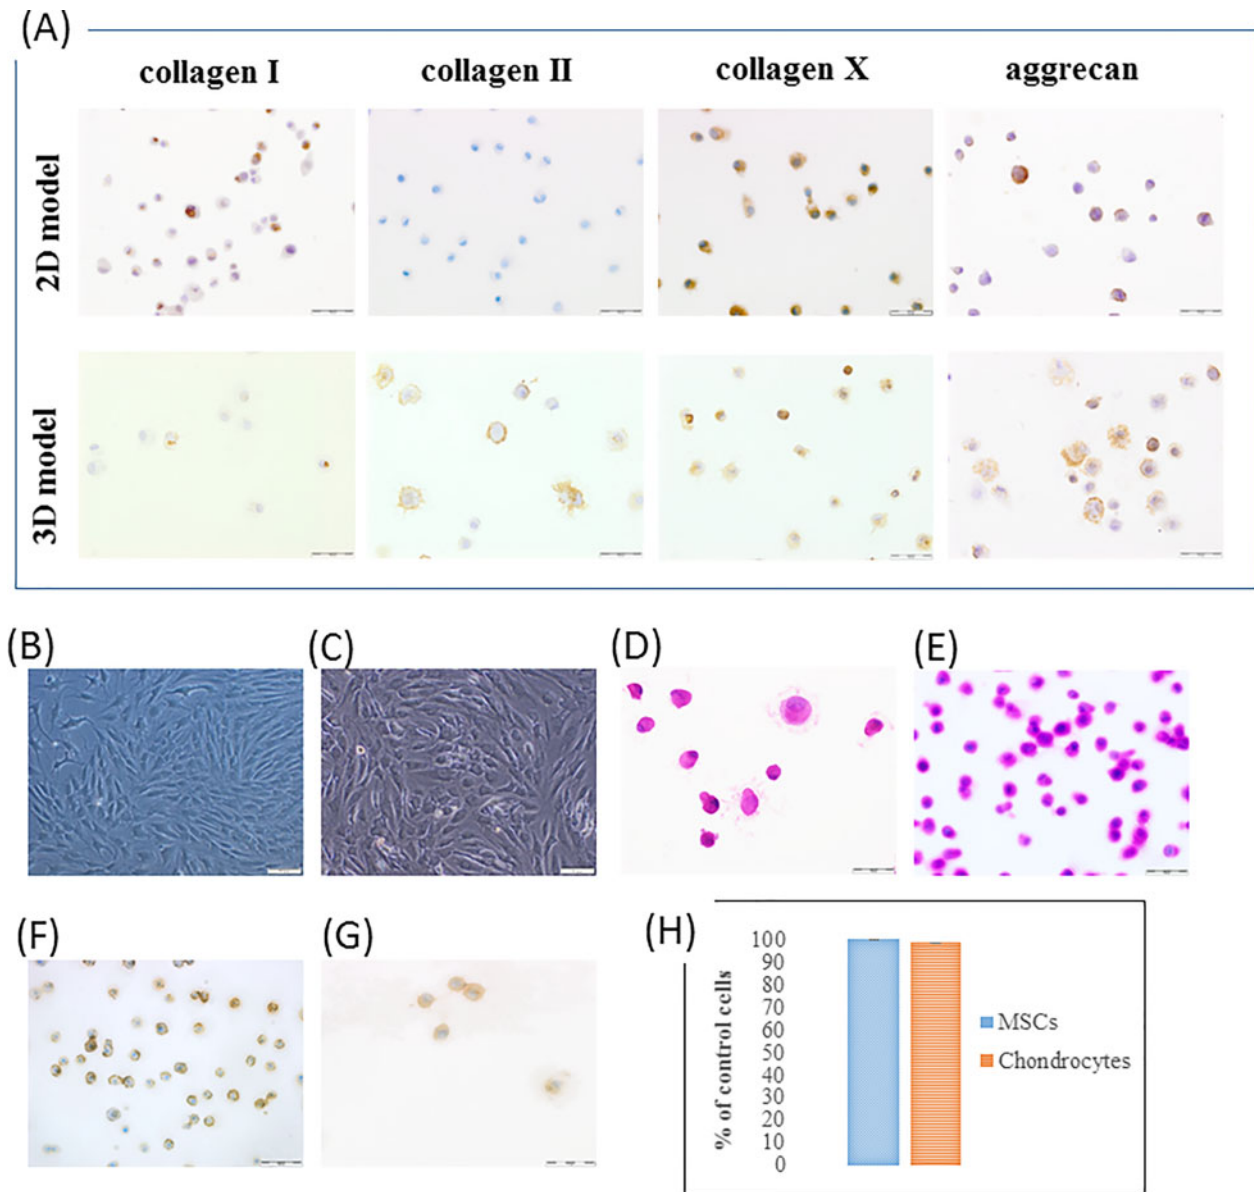 (A)
collagen I collagen II collagen X aggrecan
2D model
3D model
(B) (C) (D) (E)
(F) (G) (H)
% of control cells
100
90
80
70
60
50
40
30
20
10
0
MSCs
Chondrocytes